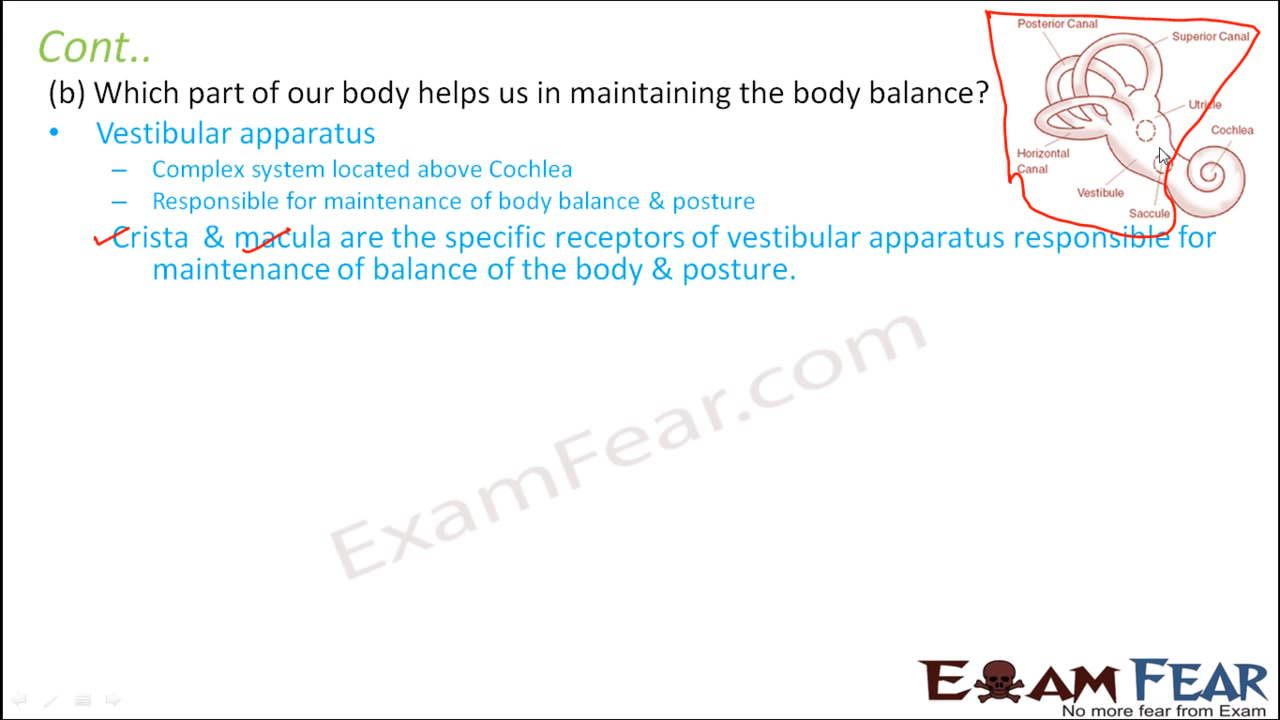 Cont..
(b) Which part of our body helps us in maintaining the body balance?
• Vestibular apparatus
– Complex system located above Cochlea
– Responsible for maintenance of body balance & posture
Crista & macula are the specific receptors of vestibular apparatus responsible for
maintenance of balance of the body & posture.
Posterior Canal
Superior Canal
Utricle
Cochlea
Horizontal
Canal
Vestibule
Saccule
ExamFear.com
EXAM FEAR
No more fear from Exam